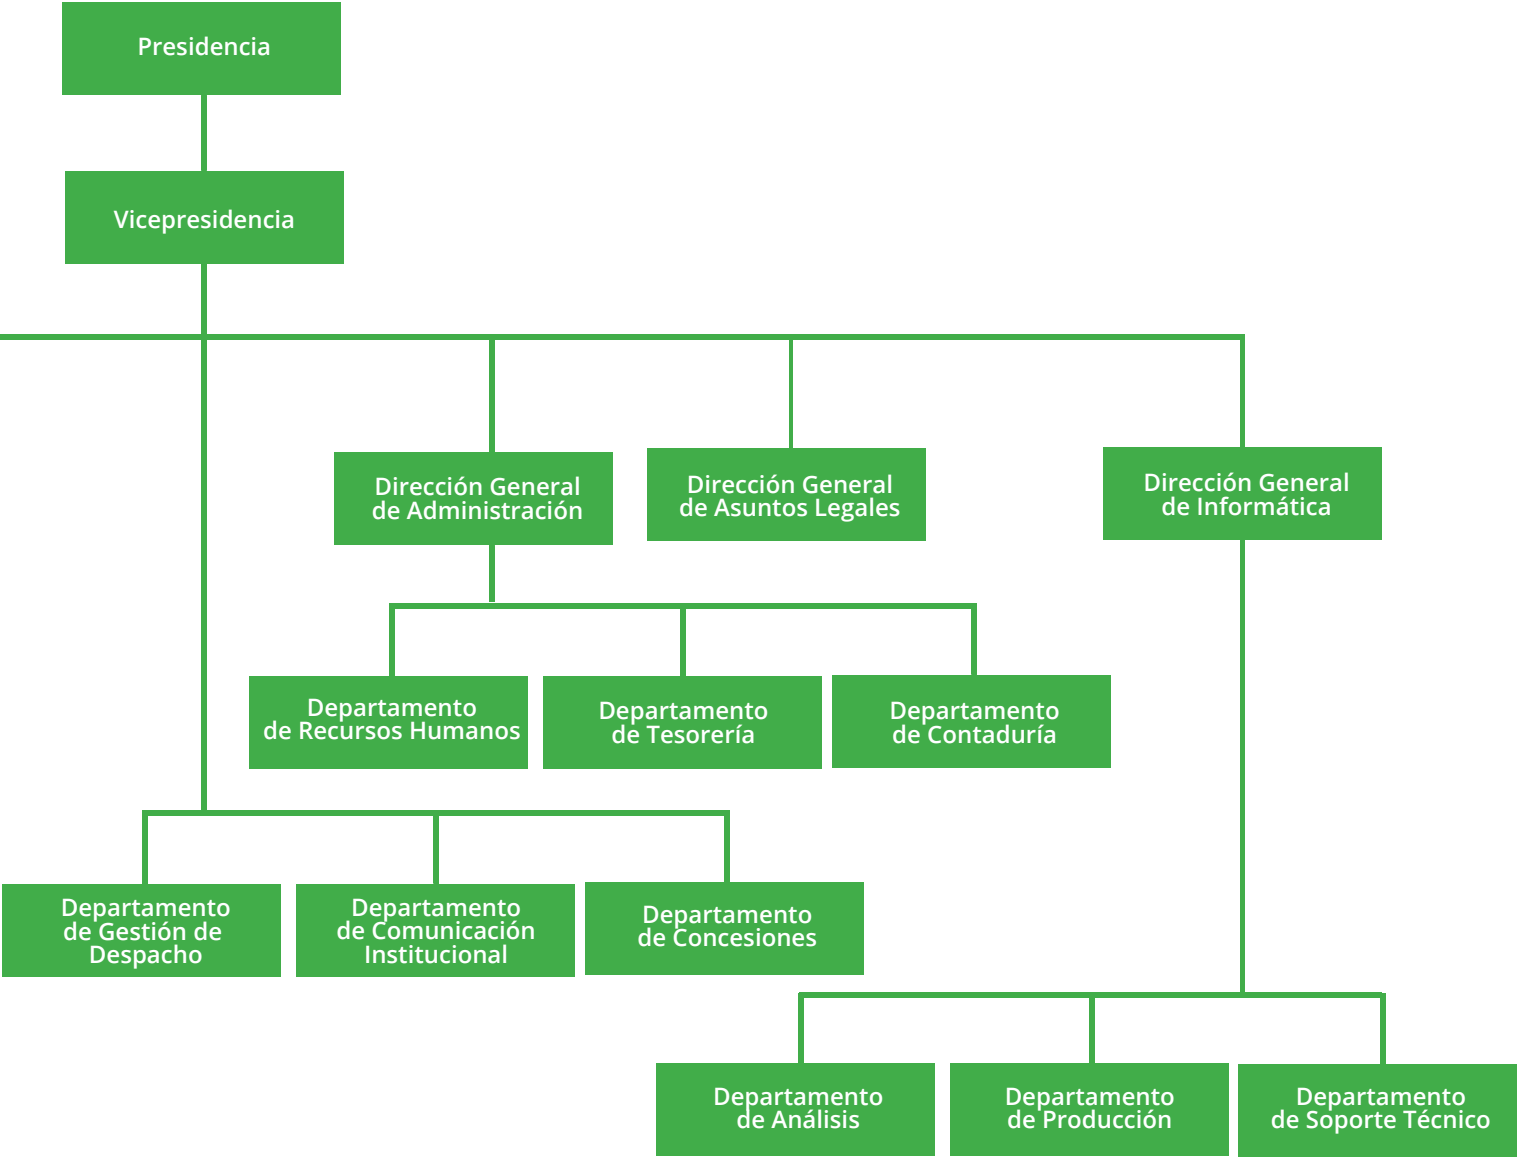 Presidencia
Vicepresidencia
Dirección General
de Administración
Dirección General
de Asuntos Legales
Dirección General
de Informática
Departamento
de Recursos Humanos
Departamento
de Tesorería
Departamento
de Contaduría
Departamento
de Gestión de
Despacho
Departamento
de Comunicación
Institucional
Departamento
de Concesiones
Departamento
de Análisis
Departamento
de Producción
Departamento
de Soporte Técnico